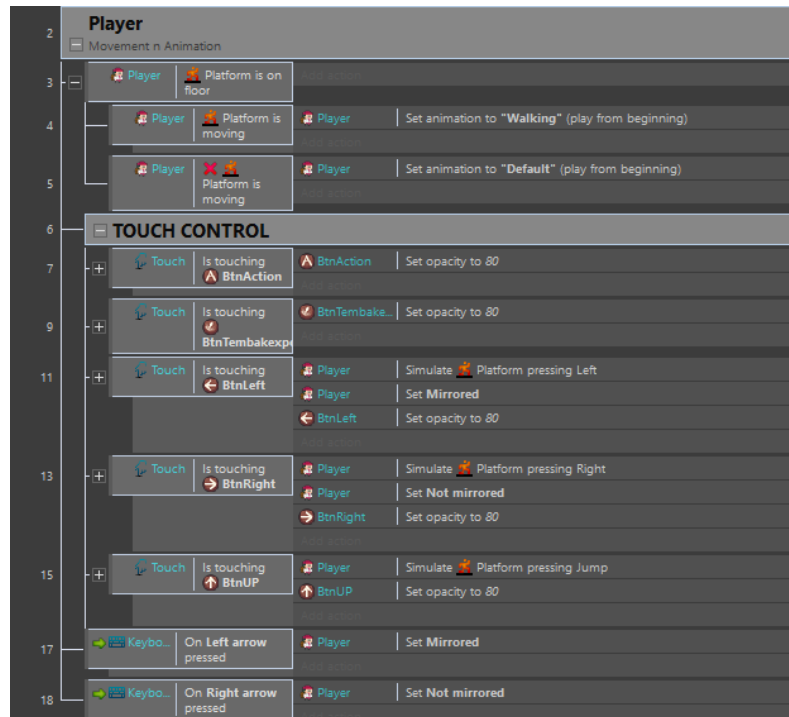 2
Player
Movement n Animation
3
Player Platform is on
floor
Add action
4
Player Platform is
moving
Player Set animation to "Walking" (play from beginning)
Add action
5
Player Platform is
moving
Player Set animation to "Default" (play from beginning)
Add action
6
TOUCH CONTROL
7
Touch Is touching
BtnAction
BtnAction Set opacity to 80
Add action
9
Touch Is touching
BtnTembakexp
BtnTembake... Set opacity to 80
Add action
11
Touch Is touching
BtnLeft
Player Simulate Platform pressing Left
Player Set Mirrored
BtnLeft Set opacity to 80
Add action
13
Touch Is touching
BtnRight
Player Simulate Platform pressing Right
Player Set Not mirrored
BtnRight Set opacity to 80
Add action
15
Touch Is touching
BtnUP
Player Simulate Platform pressing Jump
BtnUP Set opacity to 80
Add action
17
Keybo... On Left arrow
pressed
Player Set Mirrored
Add action
18
Keybo... On Right arrow
pressed
Player Set Not mirrored